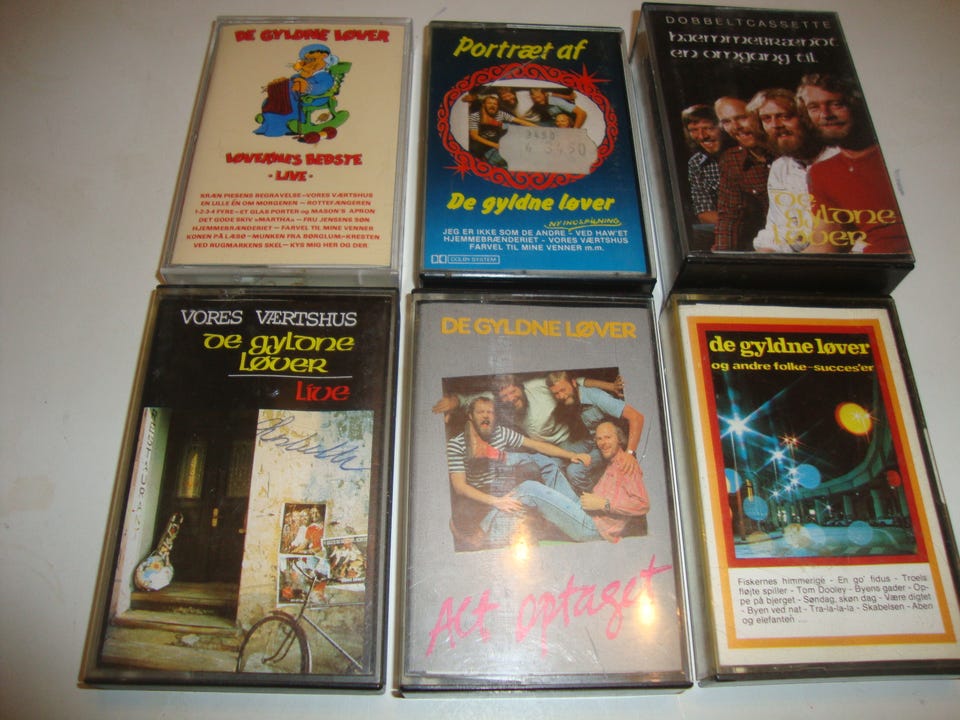 DE GYLDNE LØVER
LØVERNES BEDSTE
- LIVE -
KRÆN PIESENS BEGRAVELSE - VORES VÆRTSHUS
EN LILLE ÉN OM MORGENEN - ROTTEFÆNGEREN
1-2-3-4 FYRE - ET GLAS PORTER og MASON'S APRON
DET GODE SKIV »MARTHA« - FRU JENSENS SØN
HJEMMEBRÆNDERIET - FARVEL TIL MINE VENNER
KONEN PÅ LÆSØ - MUNKEN FRA BØRGLUM - KRESTEN
VED RUGMARKENS SKEL - KYS MIG HER OG DER
Portræt af
3450
De gyldne løver
NY INDSPILNING
JEG ER IKKE SOM DE ANDRE - VED HAW'ET
HJEMMEBRÆNDERIET - VORES VÆRTSHUS
FARVEL TIL MINE VENNER m.m.
DOLBY SYSTEM
DOBBELTCASSETTE
hjemmebrændt
en omgang til
De
gyldne
løver
VORES VÆRTSHUS
de gyldne
løver
Live
DE GYLDNE LØVER
Alt optaget
de gyldne løver
og andre folke-succes'er
Fiskernes himmerige - En go' fidus - Troels
fløjte spiller - Tom Dooley - Byens gader - Op-
pe på bjerget - Søndag, skøn dag - Være digtet
- Byen ved nat - Tra-la-la-la - Skabelsen - Aben
og elefanten ....